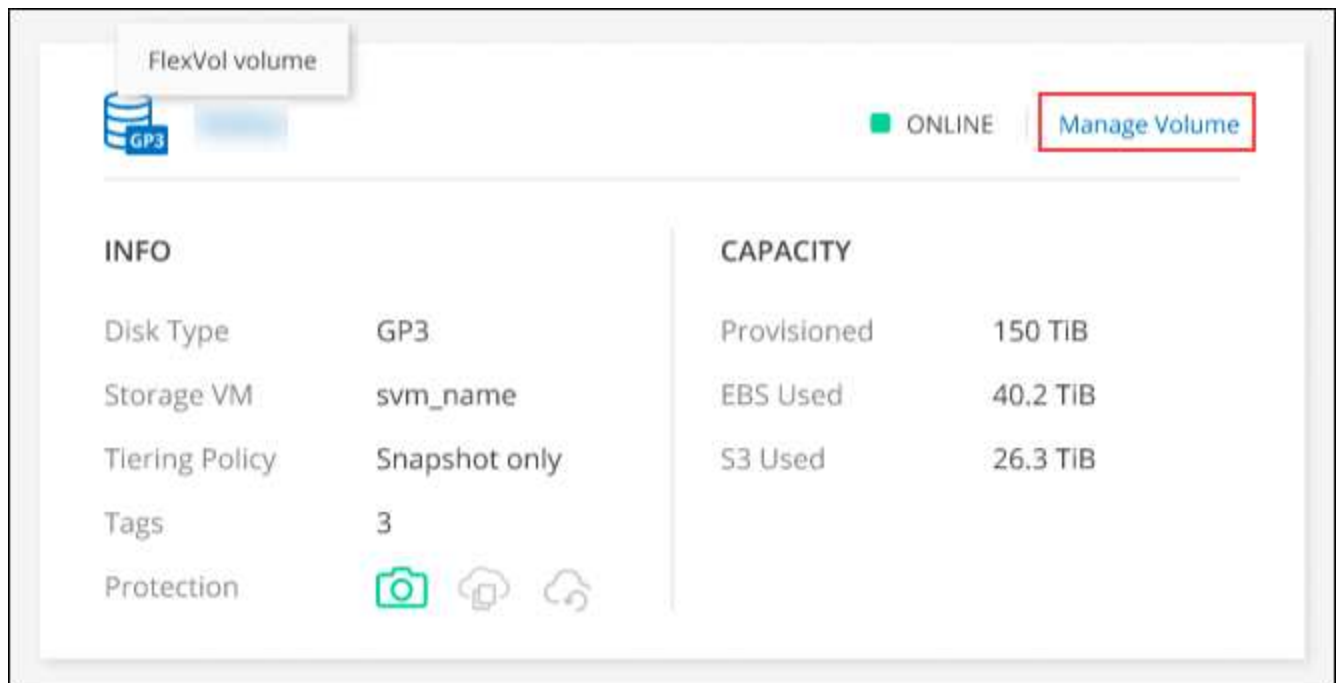 FlexVol volume
GP3
ONLINE
Manage Volume
INFO
Disk Type GP3
Storage VM svm_name
Tiering Policy Snapshot only
Tags 3
Protection
CAPACITY
Provisioned 150 TiB
EBS Used 40.2 TiB
S3 Used 26.3 TiB